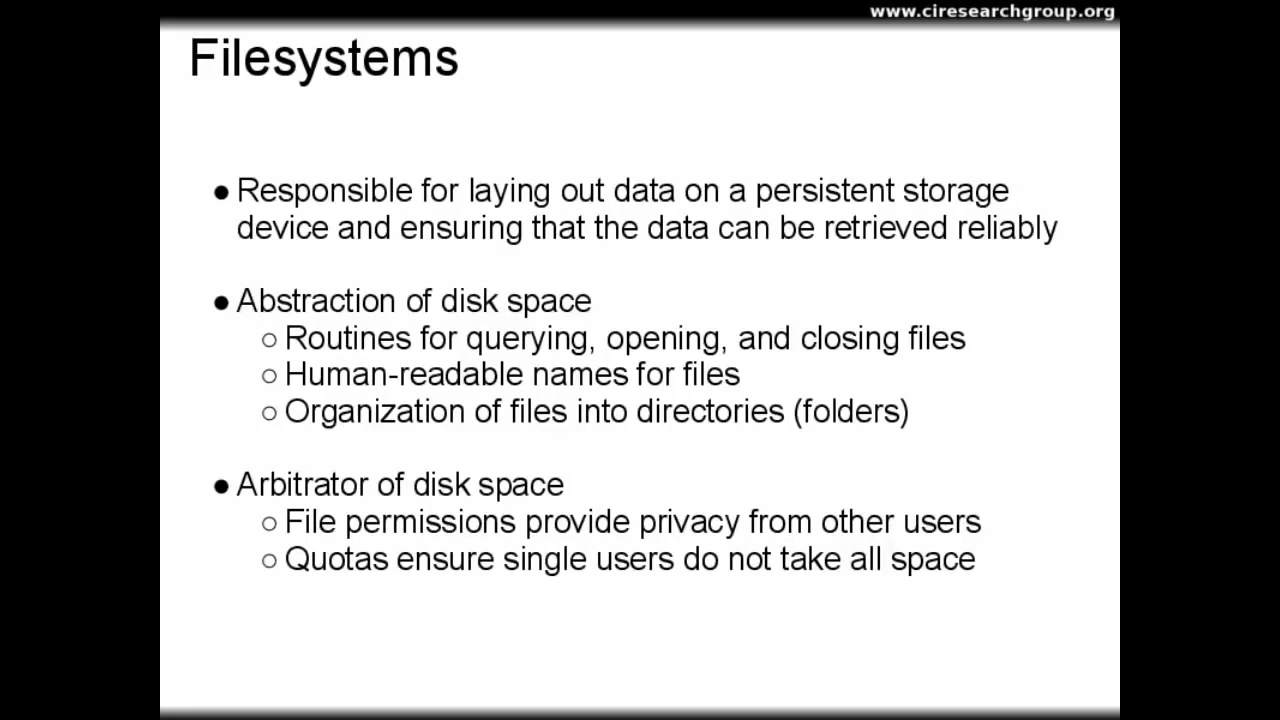 www.ciresearchgroup.org
Filesystems
● Responsible for laying out data on a persistent storage
device and ensuring that the data can be retrieved reliably
● Abstraction of disk space
○ Routines for querying, opening, and closing files
○ Human-readable names for files
○ Organization of files into directories (folders)
● Arbitrator of disk space
○ File permissions provide privacy from other users
○ Quotas ensure single users do not take all space